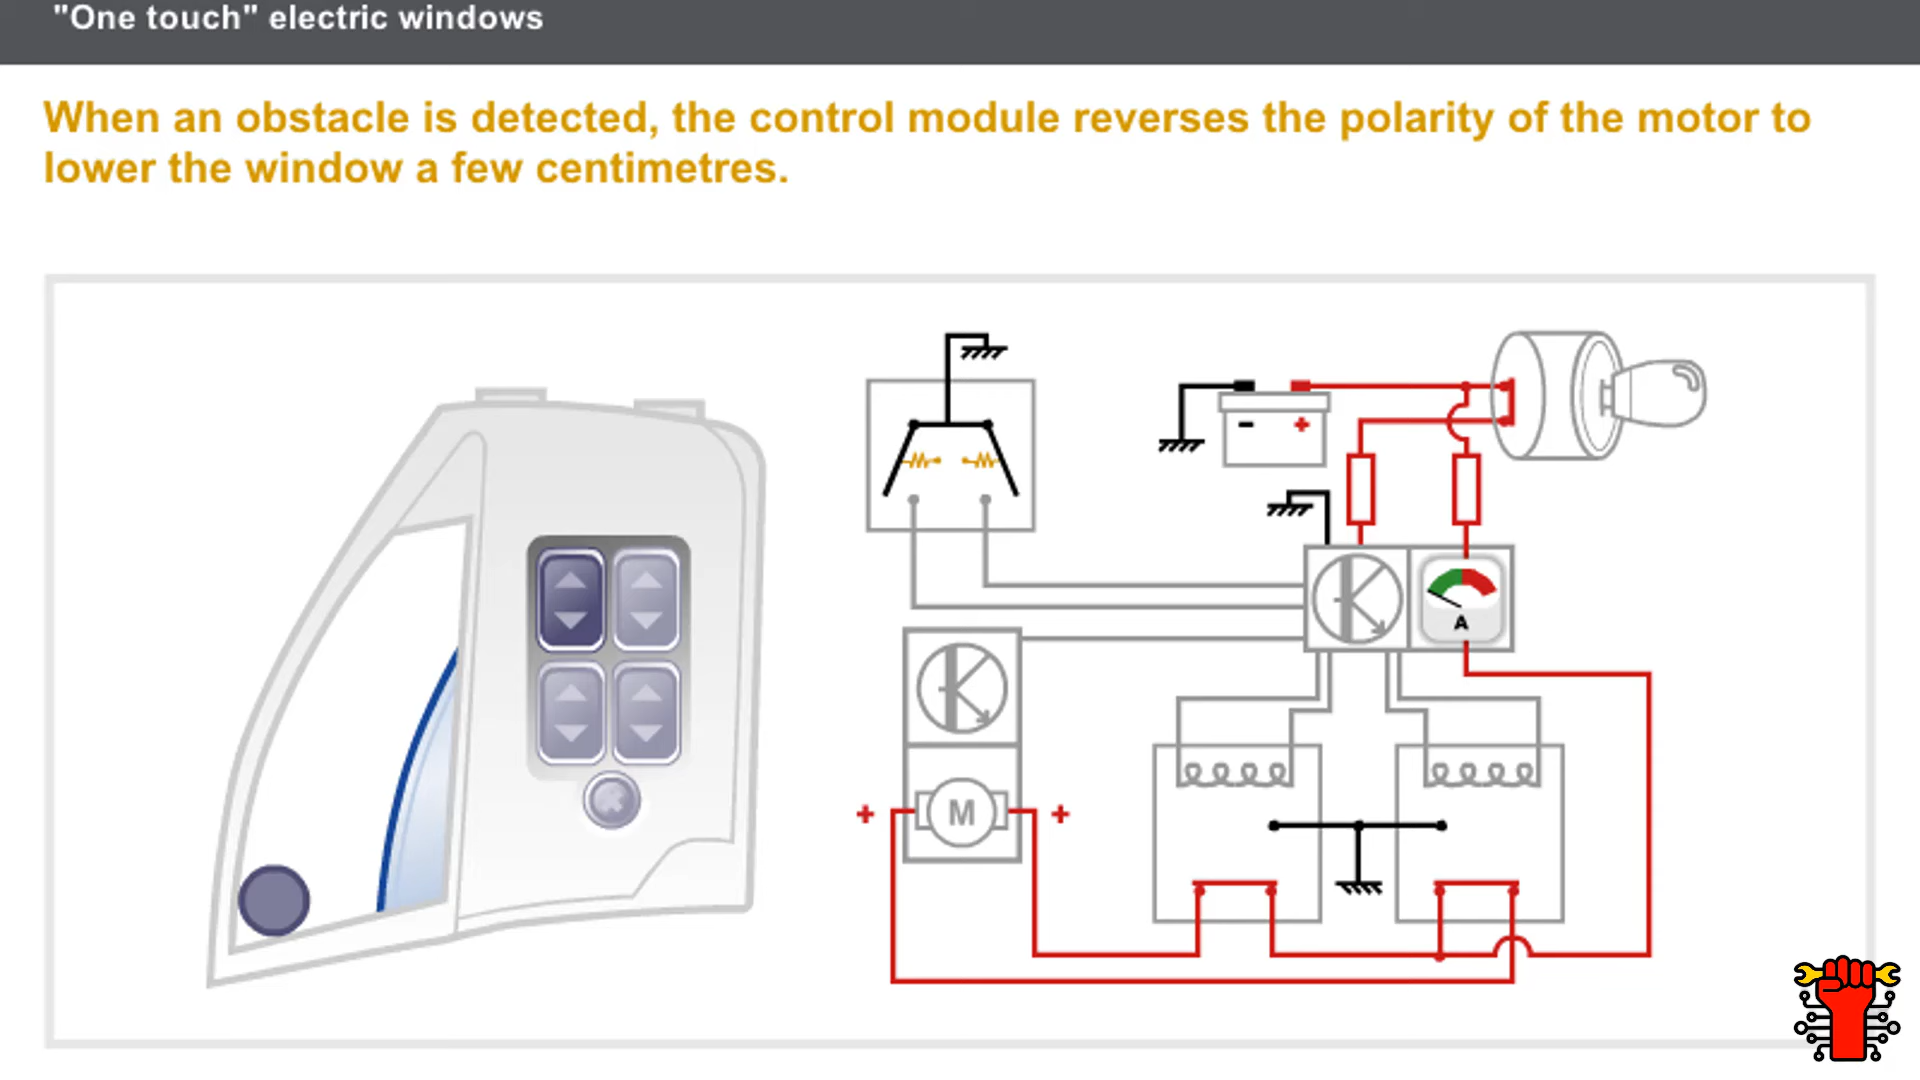 "One touch" electric windows
When an obstacle is detected, the control module reverses the polarity of the motor to
lower the window a few centimetres.
- +
A
+ M +